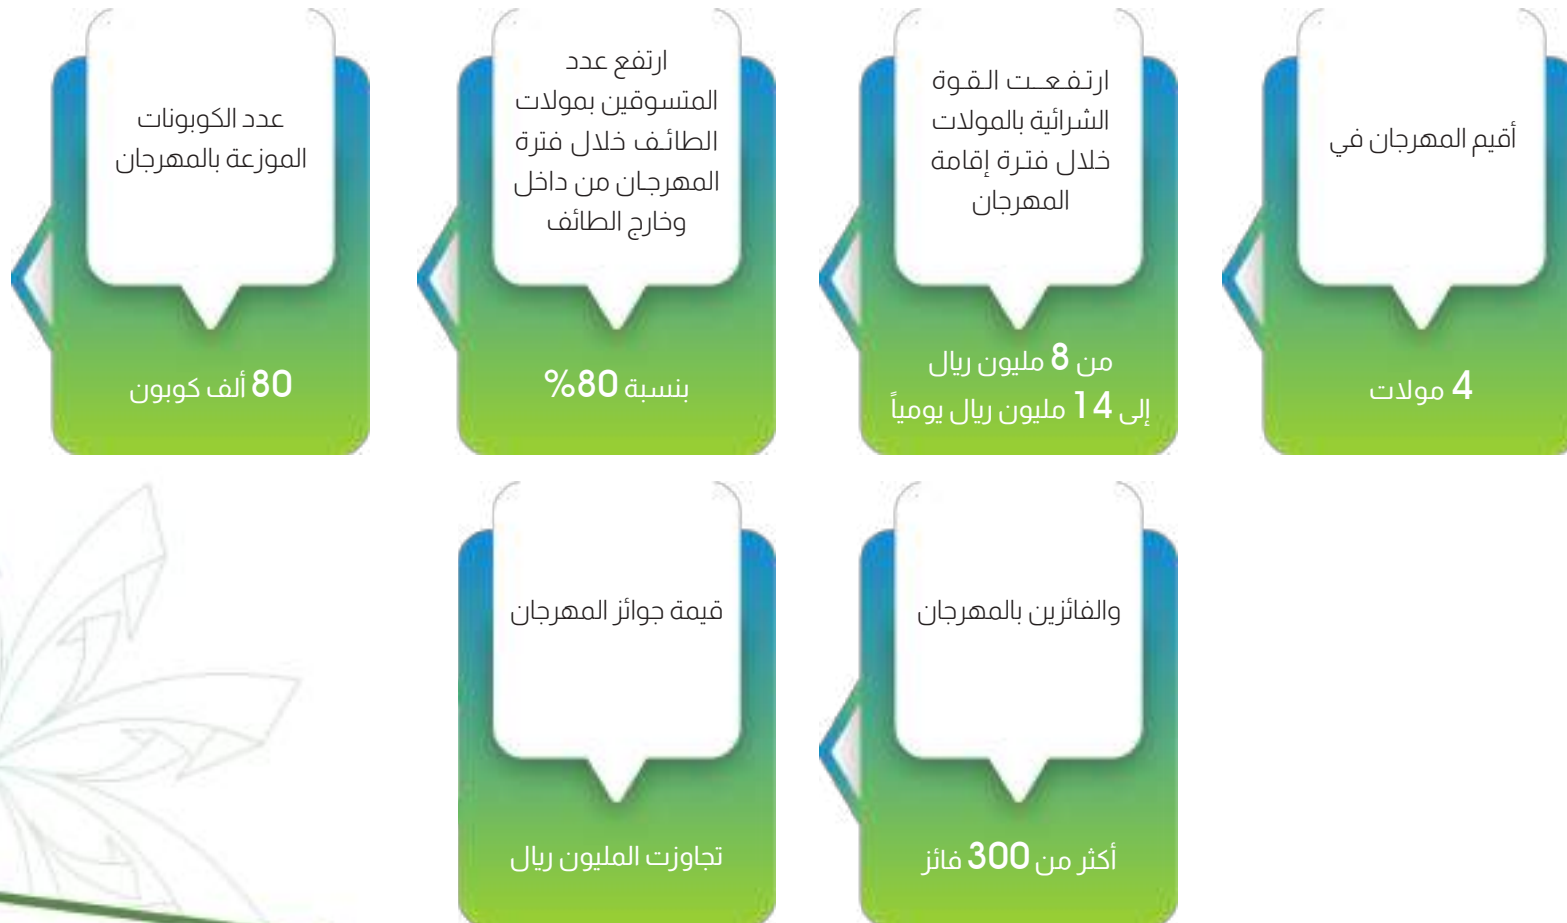 أقيم المهرجان في
4 مولات
ارتفعت القوة
الشرائية بالمولات
خلال فترة إقامة
المهرجان
من 8 مليون ريال
إلى 14 مليون ريال يومياً
ارتفع عدد
المتسوقين بمولات
الطائف خلال فترة
المهرجان من داخل
وخارج الطائف
بنسبة 80%
عدد الكوبونات
الموزعة بالمهرجان
80 ألف كوبون
والفائزين بالمهرجان
أكثر من 300 فائز
قيمة جوائز المهرجان
تجاوزت المليون ريال